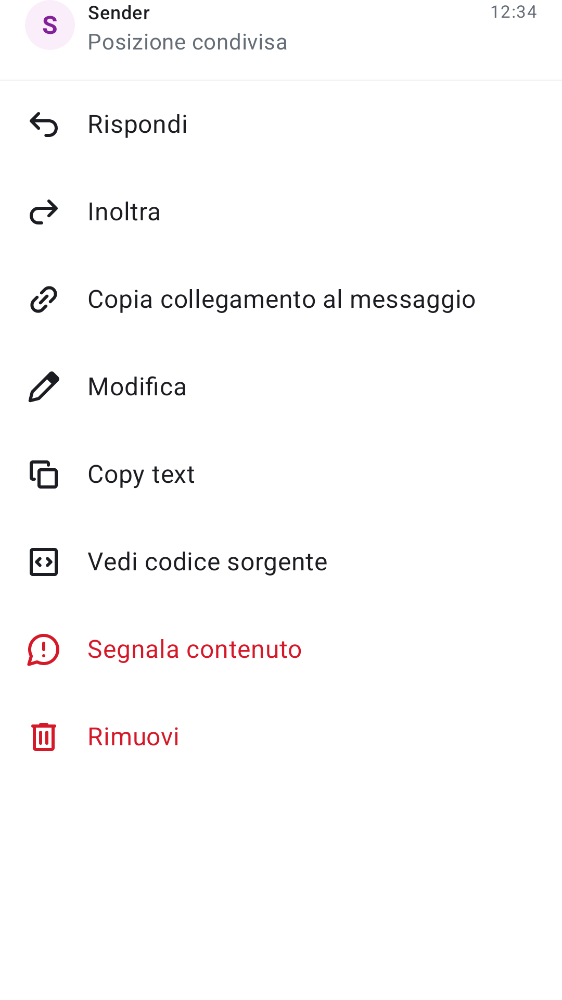 S
Sender
12:34
Posizione condivisa
Rispondi
Inoltra
Copia collegamento al messaggio
Modifica
Copy text
Vedi codice sorgente
Segnala contenuto
Rimuovi